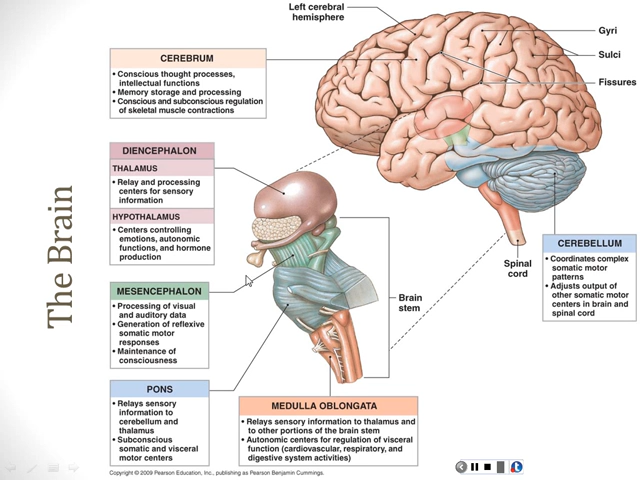 The Brain
Left cerebral
hemisphere
Gyri
Sulci
Fissures
CEREBRUM
• Conscious thought processes,
intellectual functions
• Memory storage and processing
• Conscious and subconscious regulation
of skeletal muscle contractions
DIENCEPHALON
THALAMUS
• Relay and processing
centers for sensory
information
HYPOTHALAMUS
• Centers controlling
emotions, autonomic
functions, and hormone
production
MESENCEPHALON
• Processing of visual
and auditory data
• Generation of reflexive
somatic motor
responses
• Maintenance of
consciousness
PONS
• Relays sensory
information to
cerebellum and
thalamus
• Subconscious
somatic and visceral
motor centers
Brain
stem
Spinal
cord
CEREBELLUM
• Coordinates complex
somatic motor
patterns
• Adjusts output of
other somatic motor
centers in brain and
spinal cord
MEDULLA OBLONGATA
• Relays sensory information to thalamus and
to other portions of the brain stem
• Autonomic centers for regulation of visceral
function (cardiovascular, respiratory, and
digestive system activities)
Copyright © 2009 Pearson Education, Inc., publishing as Pearson Benjamin Cummings.